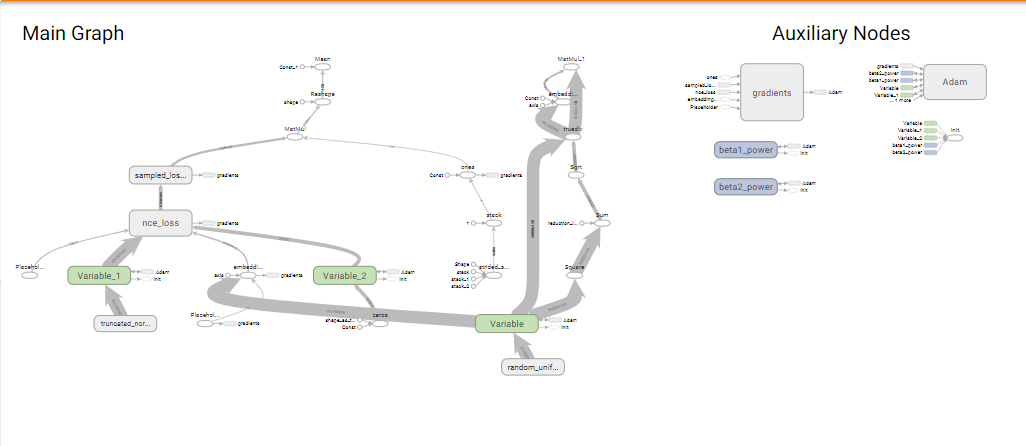 Main Graph
Auxiliary Nodes
Mean
Const_1
Reshape
shape
MatMul
MatMul_1
embeddi...
Const
axis
truediv
Sqrt
Sum
reduction_i...
Square
sampled_los...
gradients
ones
Const
gradients
nce_loss
gradients
stack
1
Placehol...
Variable_1
Adam
Init
axis
embeddi...
gradients
Variable_2
Adam
Init
Shape
stack
stack_1
stack_2
strided_s...
truncated_nor...
Placehol...
gradients
Const
zeros
Variable
Adam
Init
random_unif...
ones
sampled_lo...
nce_loss
embedding...
Placeholder
gradients
Adam
gradients
beta2_power
beta1_power
Variable
Variable_1
... 1 more
Adam
beta1_power
Adam
Init
beta2_power
Adam
Init
Variable
Variable_1
Variable_2
beta1_power
beta2_power
Init